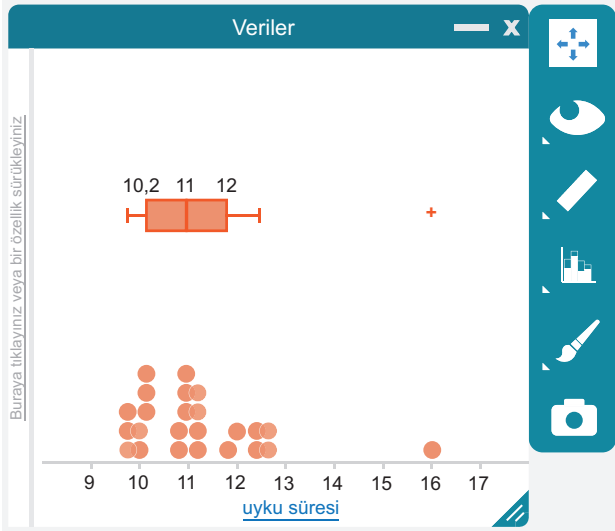 Veriler
x
Buraya tıklayınız veya bir özellik sürükleyiniz
10,2 11 12
9 10 11 12 13 14 15 16 17
uyku süresi